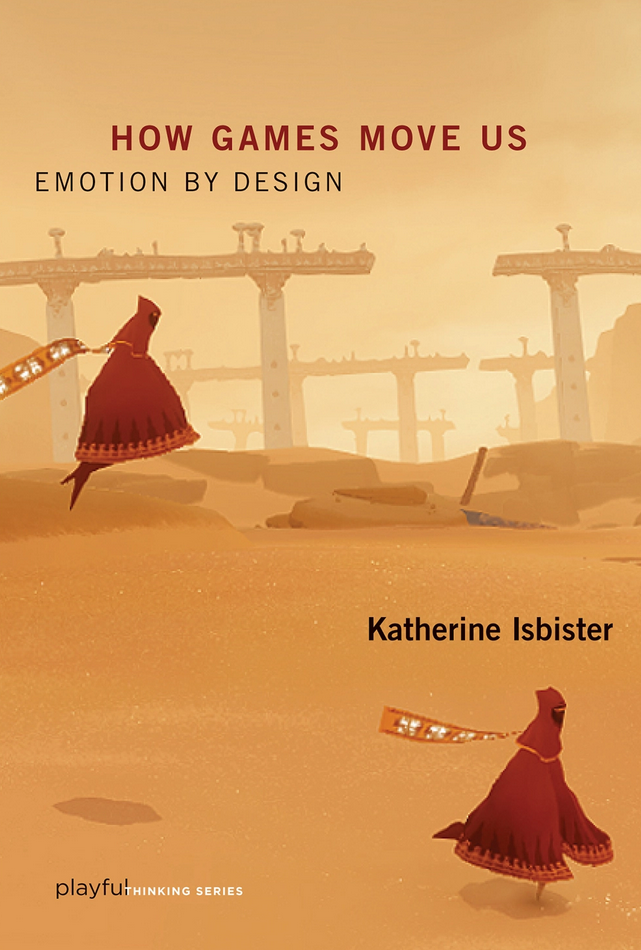 HOW GAMES MOVE US
EMOTION BY DESIGN
Katherine Isbister
playful THINKING SERIES